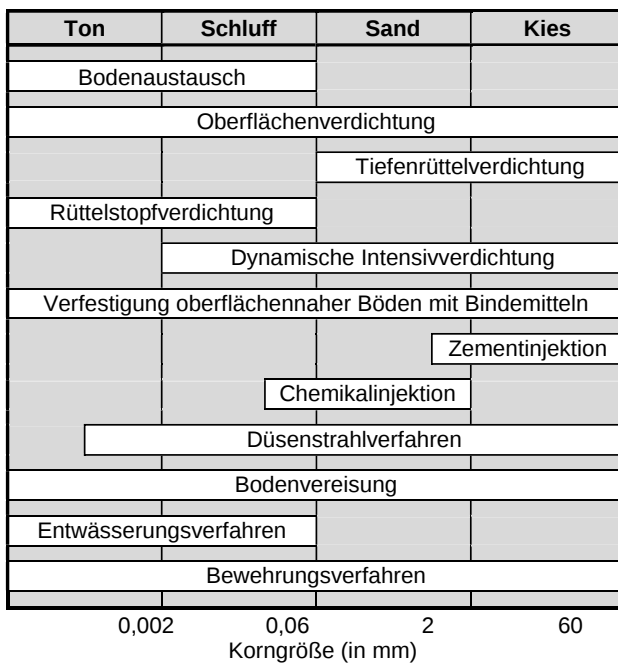 Ton Schluff Sand Kies
Bodenaustausch
Oberflächenverdichtung
Tiefenrüttelverdichtung
Rüttelstopfverdichtung
Dynamische Intensivverdichtung
Verfestigung oberflächennaher Böden mit Bindemitteln
Zementinjektion
Chemikalinjektion
Düsenstrahlverfahren
Bodenvereisung
Entwässerungsverfahren
Bewehrungsverfahren
0,002 0,06 2 60
Korngröße (in mm)